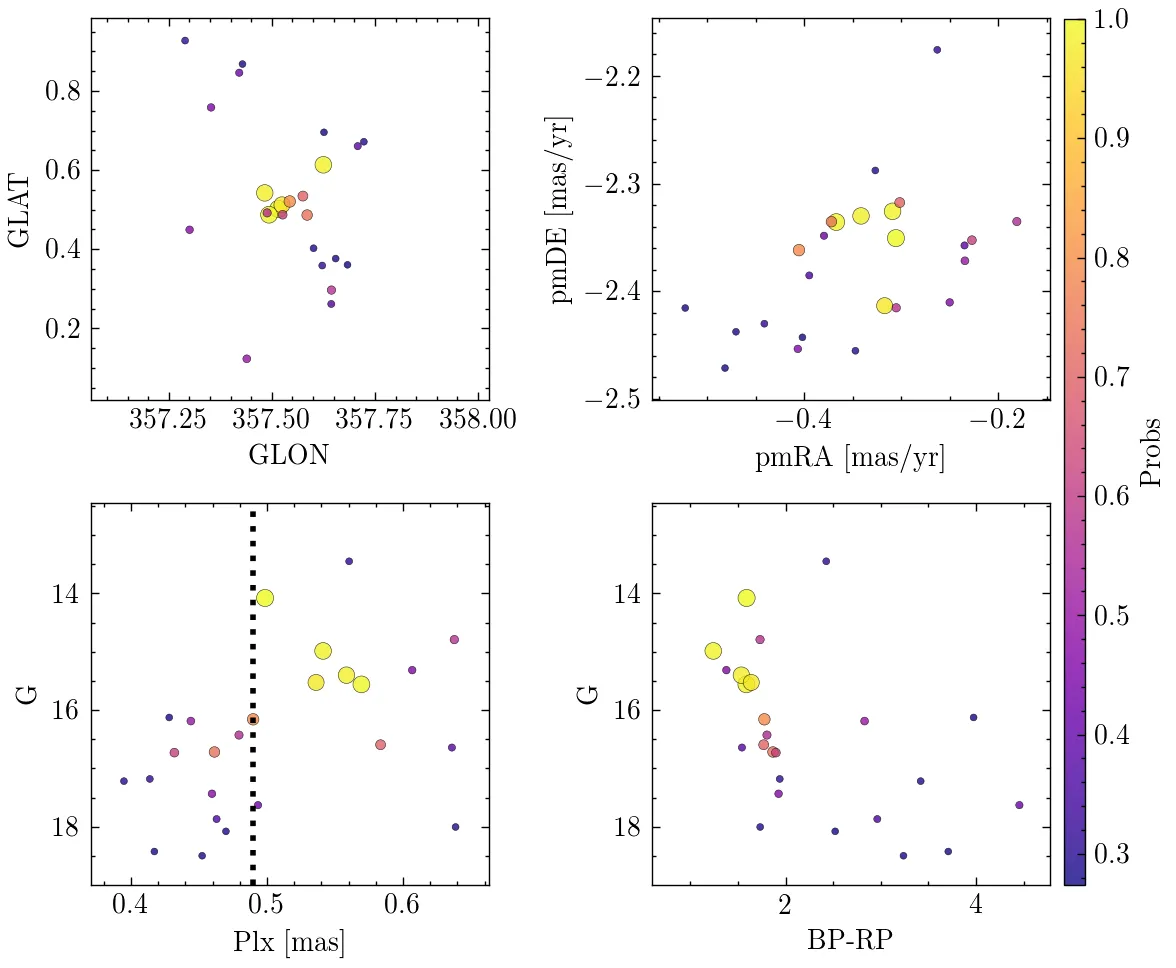 0.8
0.6
0.4
0.2
GLAT
357.25 357.50 357.75 358.00
GLON
−2.2
−2.3
−2.4
−2.5
pmDE [mas/yr]
−0.4 −0.2
pmRA [mas/yr]
14
16
18
G
0.4 0.5 0.6
Plx [mas]
14
16
18
G
2 4
BP-RP
1.0
0.9
0.8
0.7
0.6
0.5
0.4
0.3
Probs